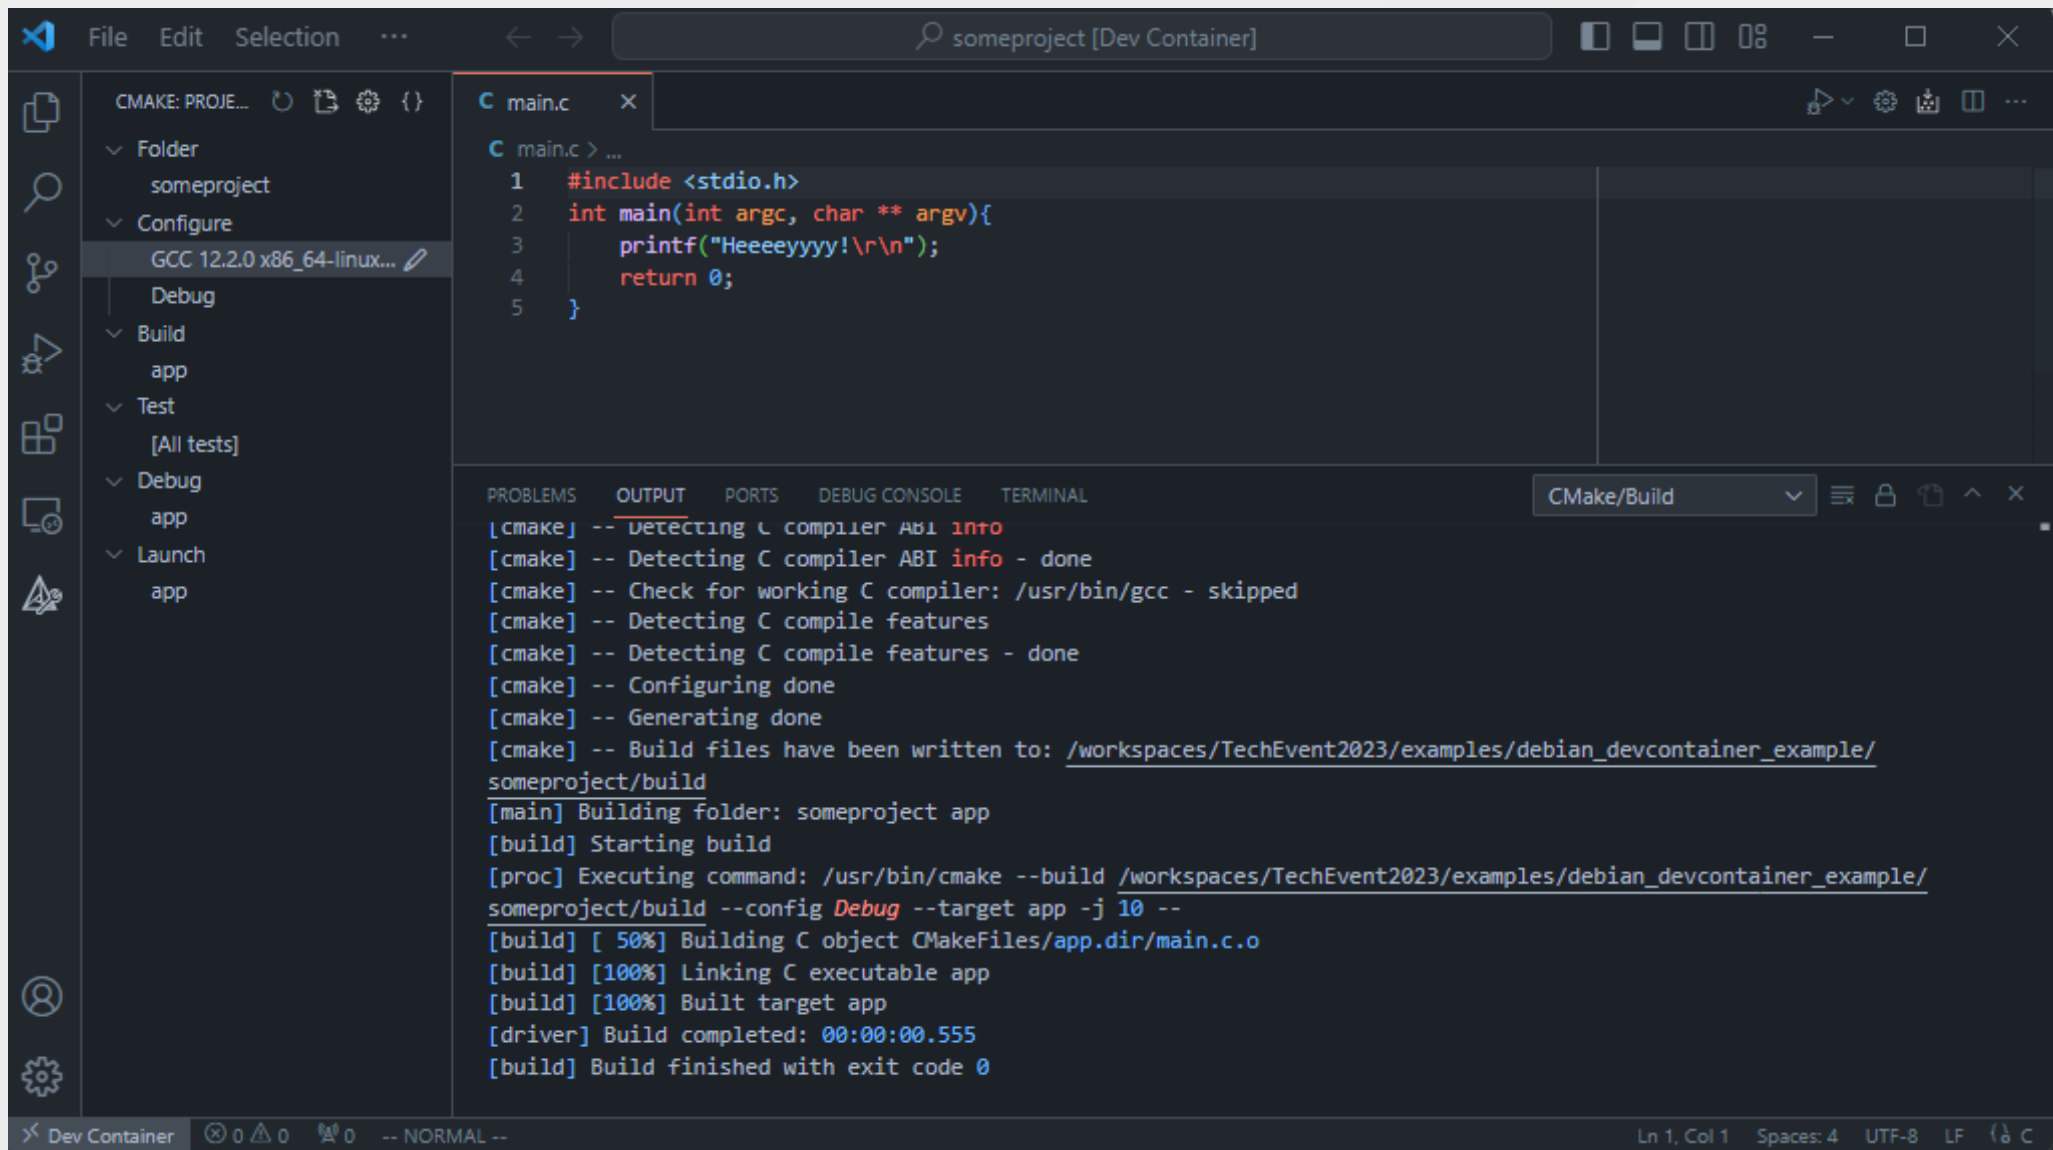 File Edit Selection ···
someproject [Dev Container]
CMAKE: PROJE...
Folder
someproject
Configure
GCC 12.2.0 x86_64-linux...
Debug
Build
app
Test
[All tests]
Debug
app
Launch
app
C main.c
C main.c > ...
1 #include <stdio.h>
2 int main(int argc, char ** argv){
3 printf("Heeeeyyyy!\r\n");
4 return 0;
5 }
PROBLEMS OUTPUT PORTS DEBUG CONSOLE TERMINAL
CMake/Build
[cmake] -- Detecting C compiler ABI info
[cmake] -- Detecting C compiler ABI info - done
[cmake] -- Check for working C compiler: /usr/bin/gcc - skipped
[cmake] -- Detecting C compile features
[cmake] -- Detecting C compile features - done
[cmake] -- Configuring done
[cmake] -- Generating done
[cmake] -- Build files have been written to: /workspaces/TechEvent2023/examples/debian_devcontainer_example/
someproject/build
[main] Building folder: someproject app
[build] Starting build
[proc] Executing command: /usr/bin/cmake --build /workspaces/TechEvent2023/examples/debian_devcontainer_example/
someproject/build --config Debug --target app -j 10 --
[build] [ 50%] Building C object CMakeFiles/app.dir/main.c.o
[build] [100%] Linking C executable app
[build] [100%] Built target app
[driver] Build completed: 00:00:00.555
[build] Build finished with exit code 0
Dev Container 0 0 0 -- NORMAL --
Ln 1, Col 1 Spaces: 4 UTF-8 LF C